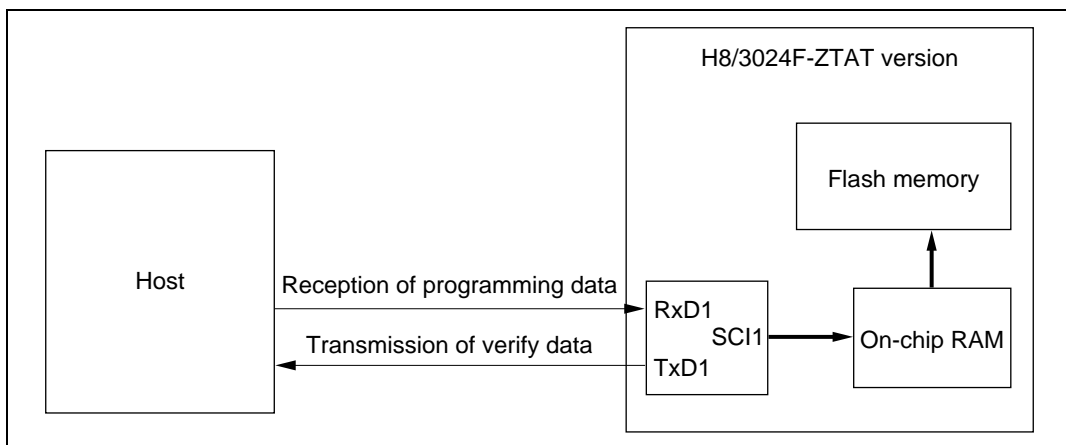 H8/3024F-ZTAT version
Flash memory
Host
Reception of programming data
RxD1
SCI1
On-chip RAM
Transmission of verify data
TxD1